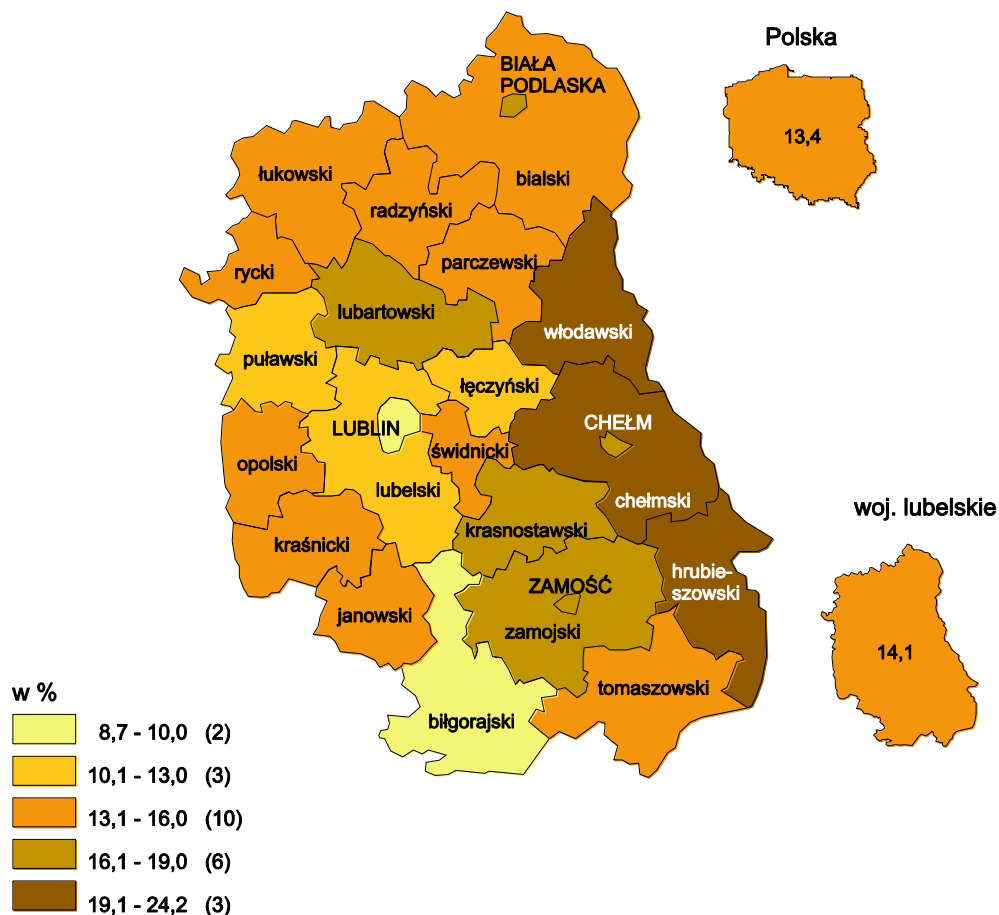 Polska
13,4
BIAŁA
PODLASKA
łukowski
bialski
radzyński
rycki
parczewski
lubartowski
włodawski
puławski
łęczyński
LUBLIN
CHEŁM
świdnicki
opolski
lubelski
chełmski
krasnostawski
kraśnicki
hrubie-
szowski
ZAMOŚĆ
janowski
zamojski
tomaszowski
biłgorajski
woj. lubelskie
14,1
w %
8,7 - 10,0 (2)
10,1 - 13,0 (3)
13,1 - 16,0 (10)
16,1 - 19,0 (6)
19,1 - 24,2 (3)